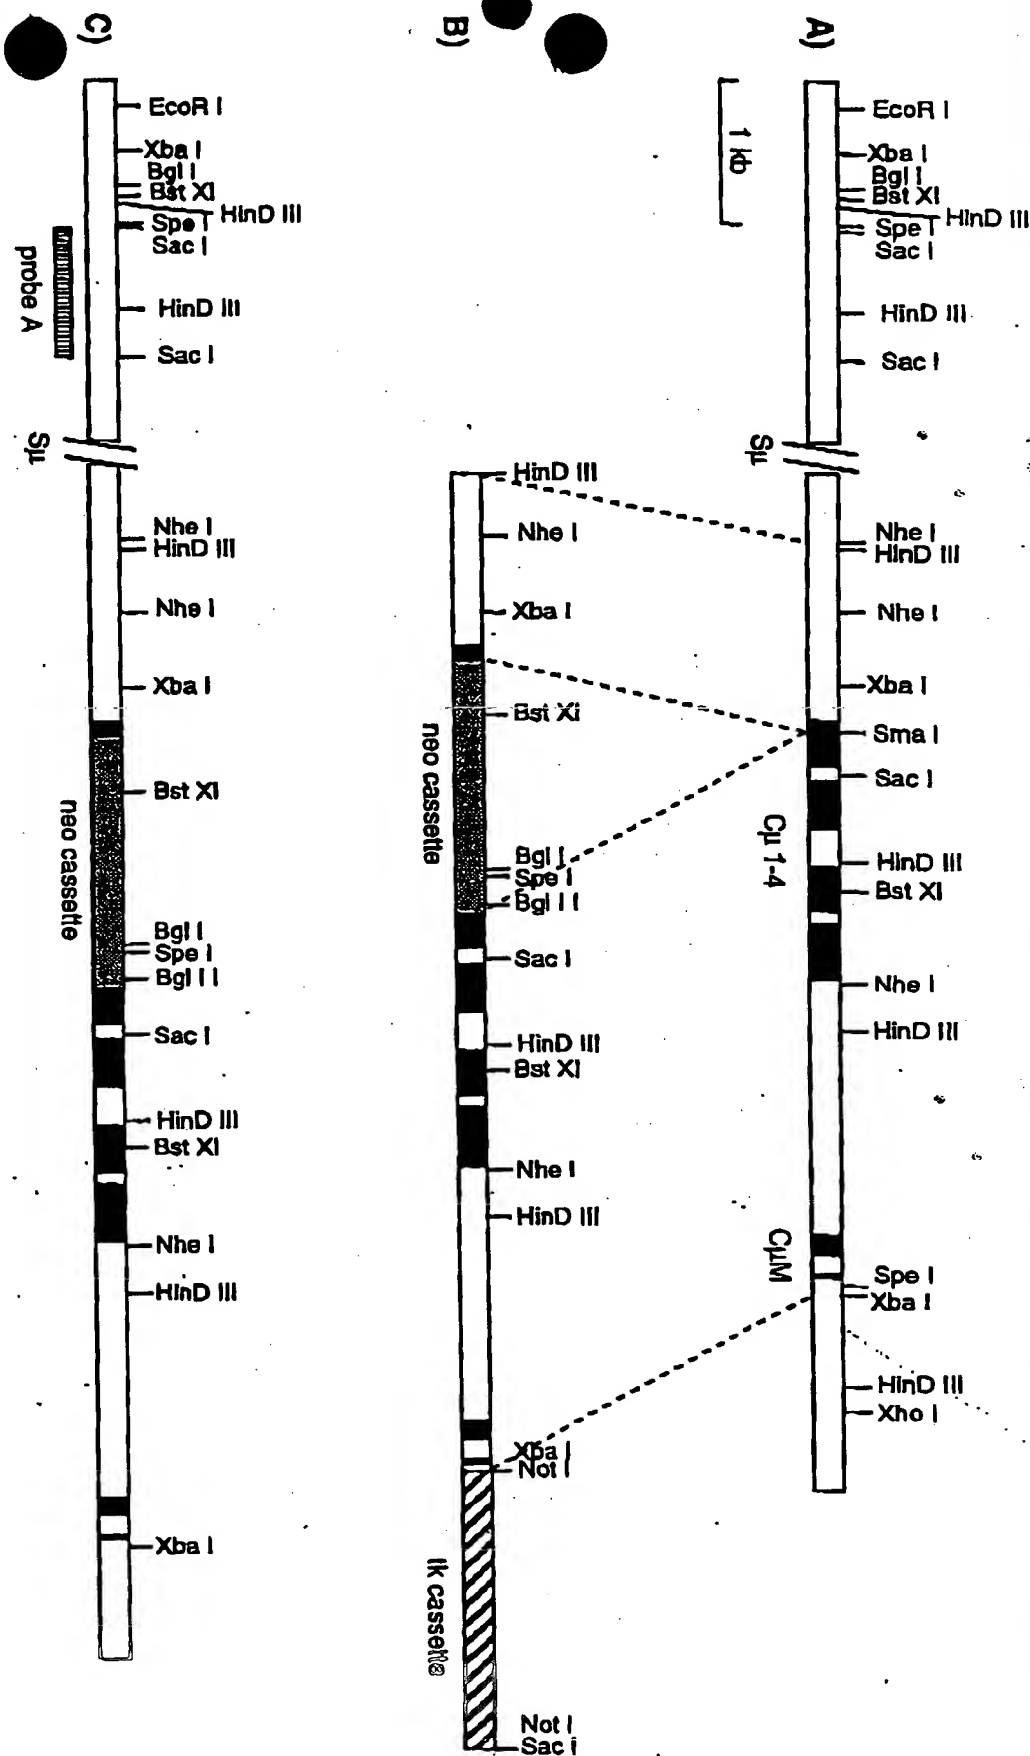 A)
EcoR I
Xba I
Bgl I
Bst XI
HinD III
Spe I
Sac I
HinD III
Sac I
Sμ
Nhe I
HinD III
Nhe I
Xba I
Sma I
Sac I
Cμ 1-4
HinD III
Bst XI
Nhe I
HinD III
CμM
Spe I
Xba I
HinD III
Xho I
1 kb
B)
HinD III
Nhe I
Xba I
Bst XI
neo cassette
Bgl I
Spe I
Bgl II
Sac I
HinD III
Bst XI
Nhe I
HinD III
Xba I
Not I
lk cassette
Not I
Sac I
C)
EcoR I
Xba I
Bgl I
Bst XI
HinD III
Spe I
Sac I
probe A
HinD III
Sac I
Sμ
Nhe I
HinD III
Nhe I
Xba I
Bst XI
neo cassette
Bgl I
Spe I
Bgl II
Sac I
HinD III
Bst XI
Nhe I
HinD III
Xba I